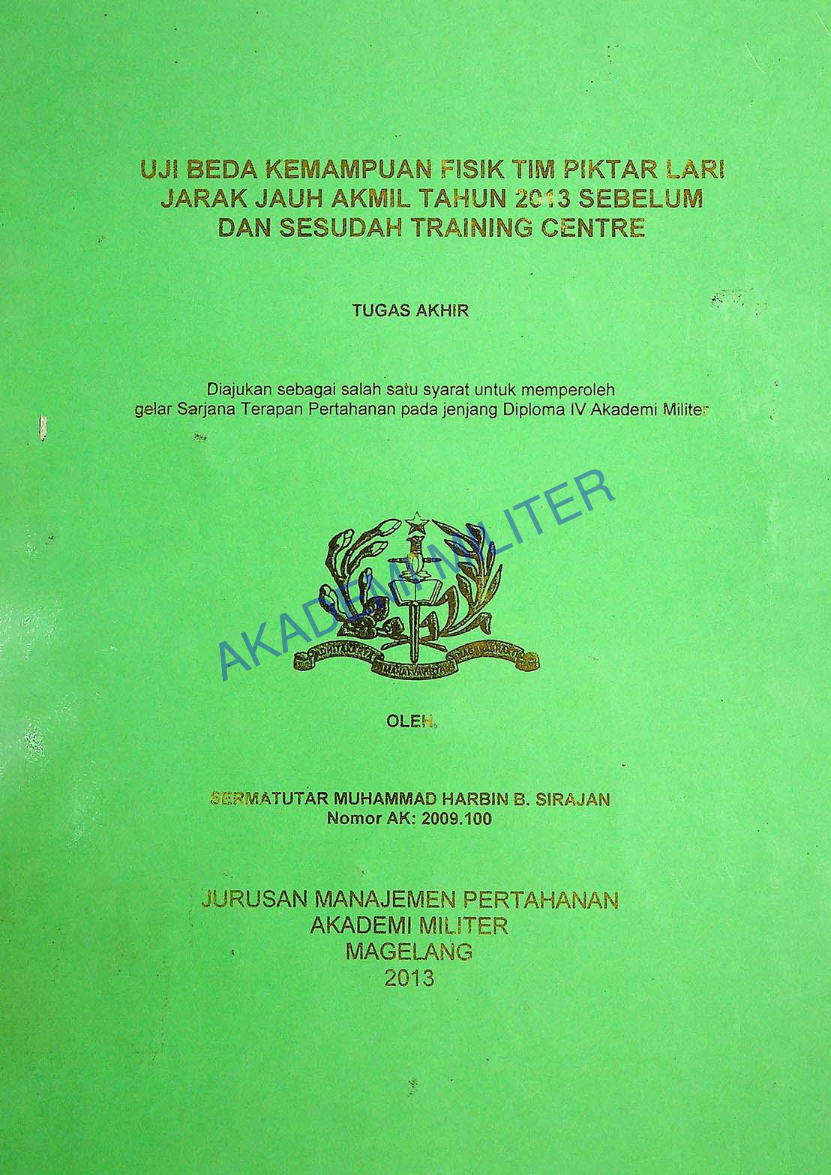 UJI BEDA KEMAMPUAN FISIK TIM PIKTAR LARI
JARAK JAUH AKMIL TAHUN 2013 SEBELUM
DAN SESUDAH TRAINING CENTRE
TUGAS AKHIR
Diajukan sebagai salah satu syarat untuk memperoleh
gelar Sarjana Terapan Pertahanan pada jenjang Diploma IV Akademi Militer
AKADEMI MILITER
OLEH,
SERMATUTAR MUHAMMAD HARBIN B. SIRAJAN
Nomor AK: 2009.100
JURUSAN MANAJEMEN PERTAHANAN
AKADEMI MILITER
MAGELANG
2013